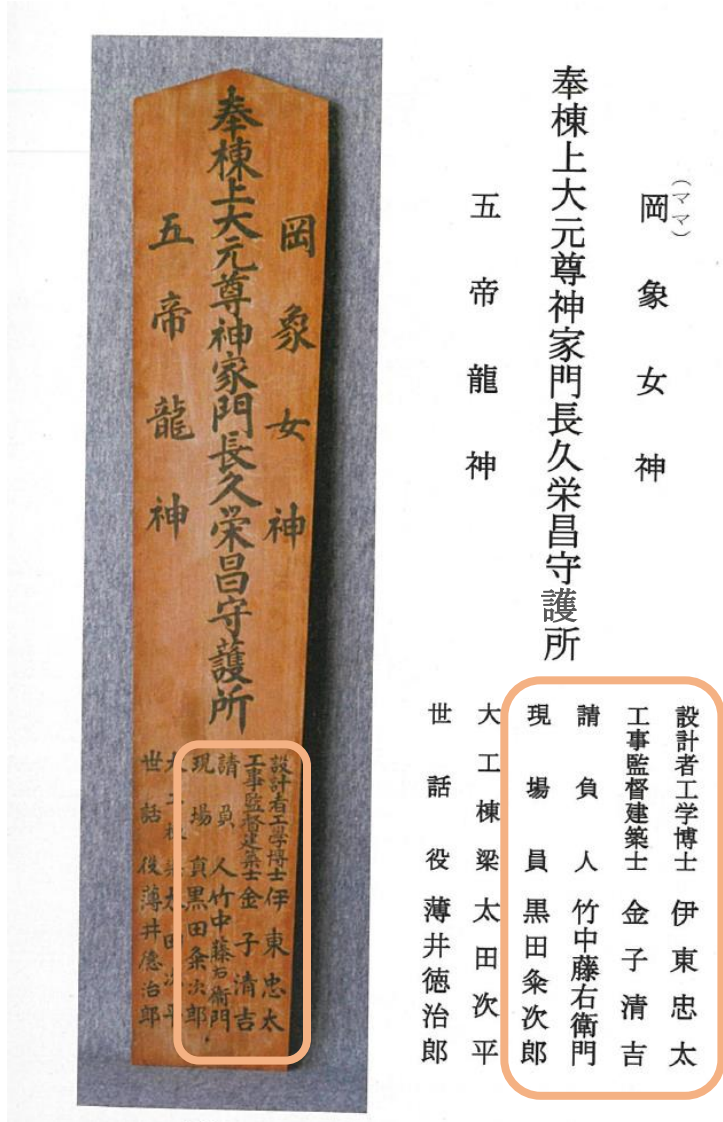 (ママ)
岡象女神
奉棟上大元尊神家門長久栄昌守護所
五帝龍神
設計者工学博士 伊東忠太
工事監督建築士 金子清吉
請負人 竹中藤右衛門
現場員 黒田粂次郎
大工棟梁 太田次平
世話役 薄井徳治郎
岡象女神
奉棟上大元尊神家門長久栄昌守護所
五帝龍神
設計者工學博士 伊東忠太
工事監督建築士 金子清吉
請負人 竹中藤右衛門
現場員 黒田粂次郎
大工棟梁 太田次平
世話役 薄井徳治郎